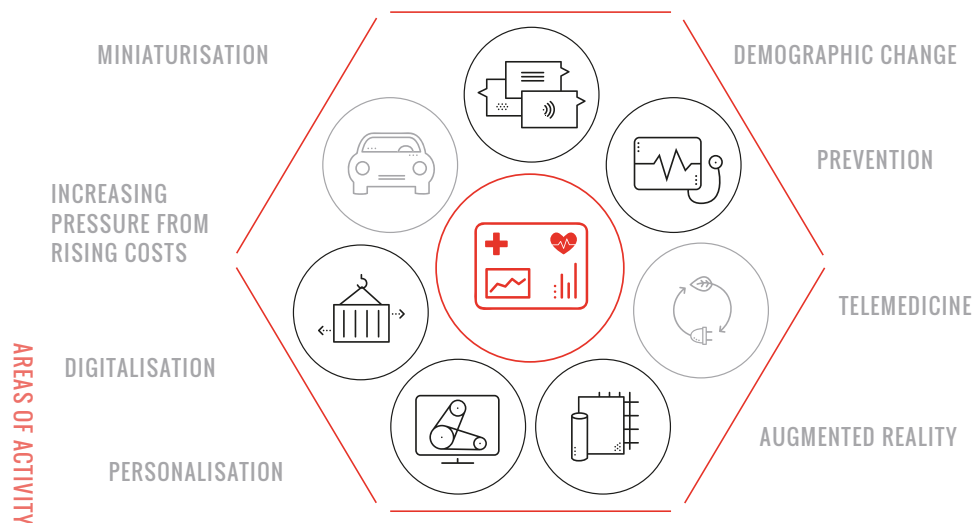 MINIATURISATION
DEMOGRAPHIC CHANGE
PREVENTION
INCREASING
PRESSURE FROM
RISING COSTS
TELEMEDICINE
DIGITALISATION
AUGMENTED REALITY
PERSONALISATION
AREAS OF ACTIVITY